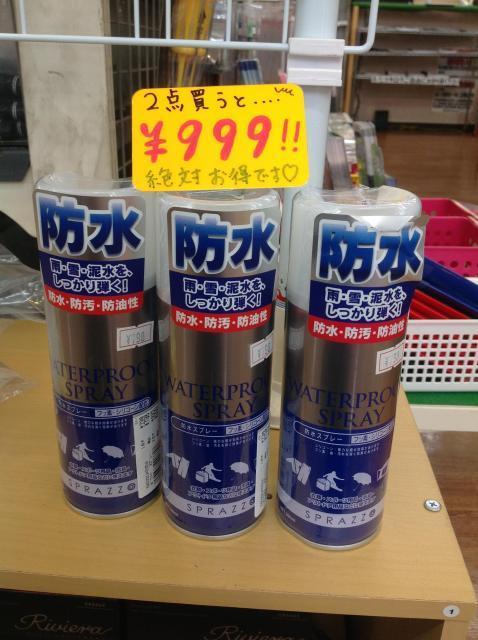 2点買うと....
¥999!!
絶対お得です♡
防水
雨・雪・泥水を、
しっかり弾く!
防水・防汚・防油性
WATERPROOF
SPRAY
防水スプレー
SPRAZZ
防水
雨・雪・泥水を、
しっかり弾く!
防水・防汚・防油性
WATERPROOF
SPRAY
防水スプレー
SPRAZZ
防水
雨・雪・泥水を、
しっかり弾く!
防水・防汚・防油性
WATERPROOF
SPRAY
防水スプレー
SPRAZZ
Riviera
Riviera
1